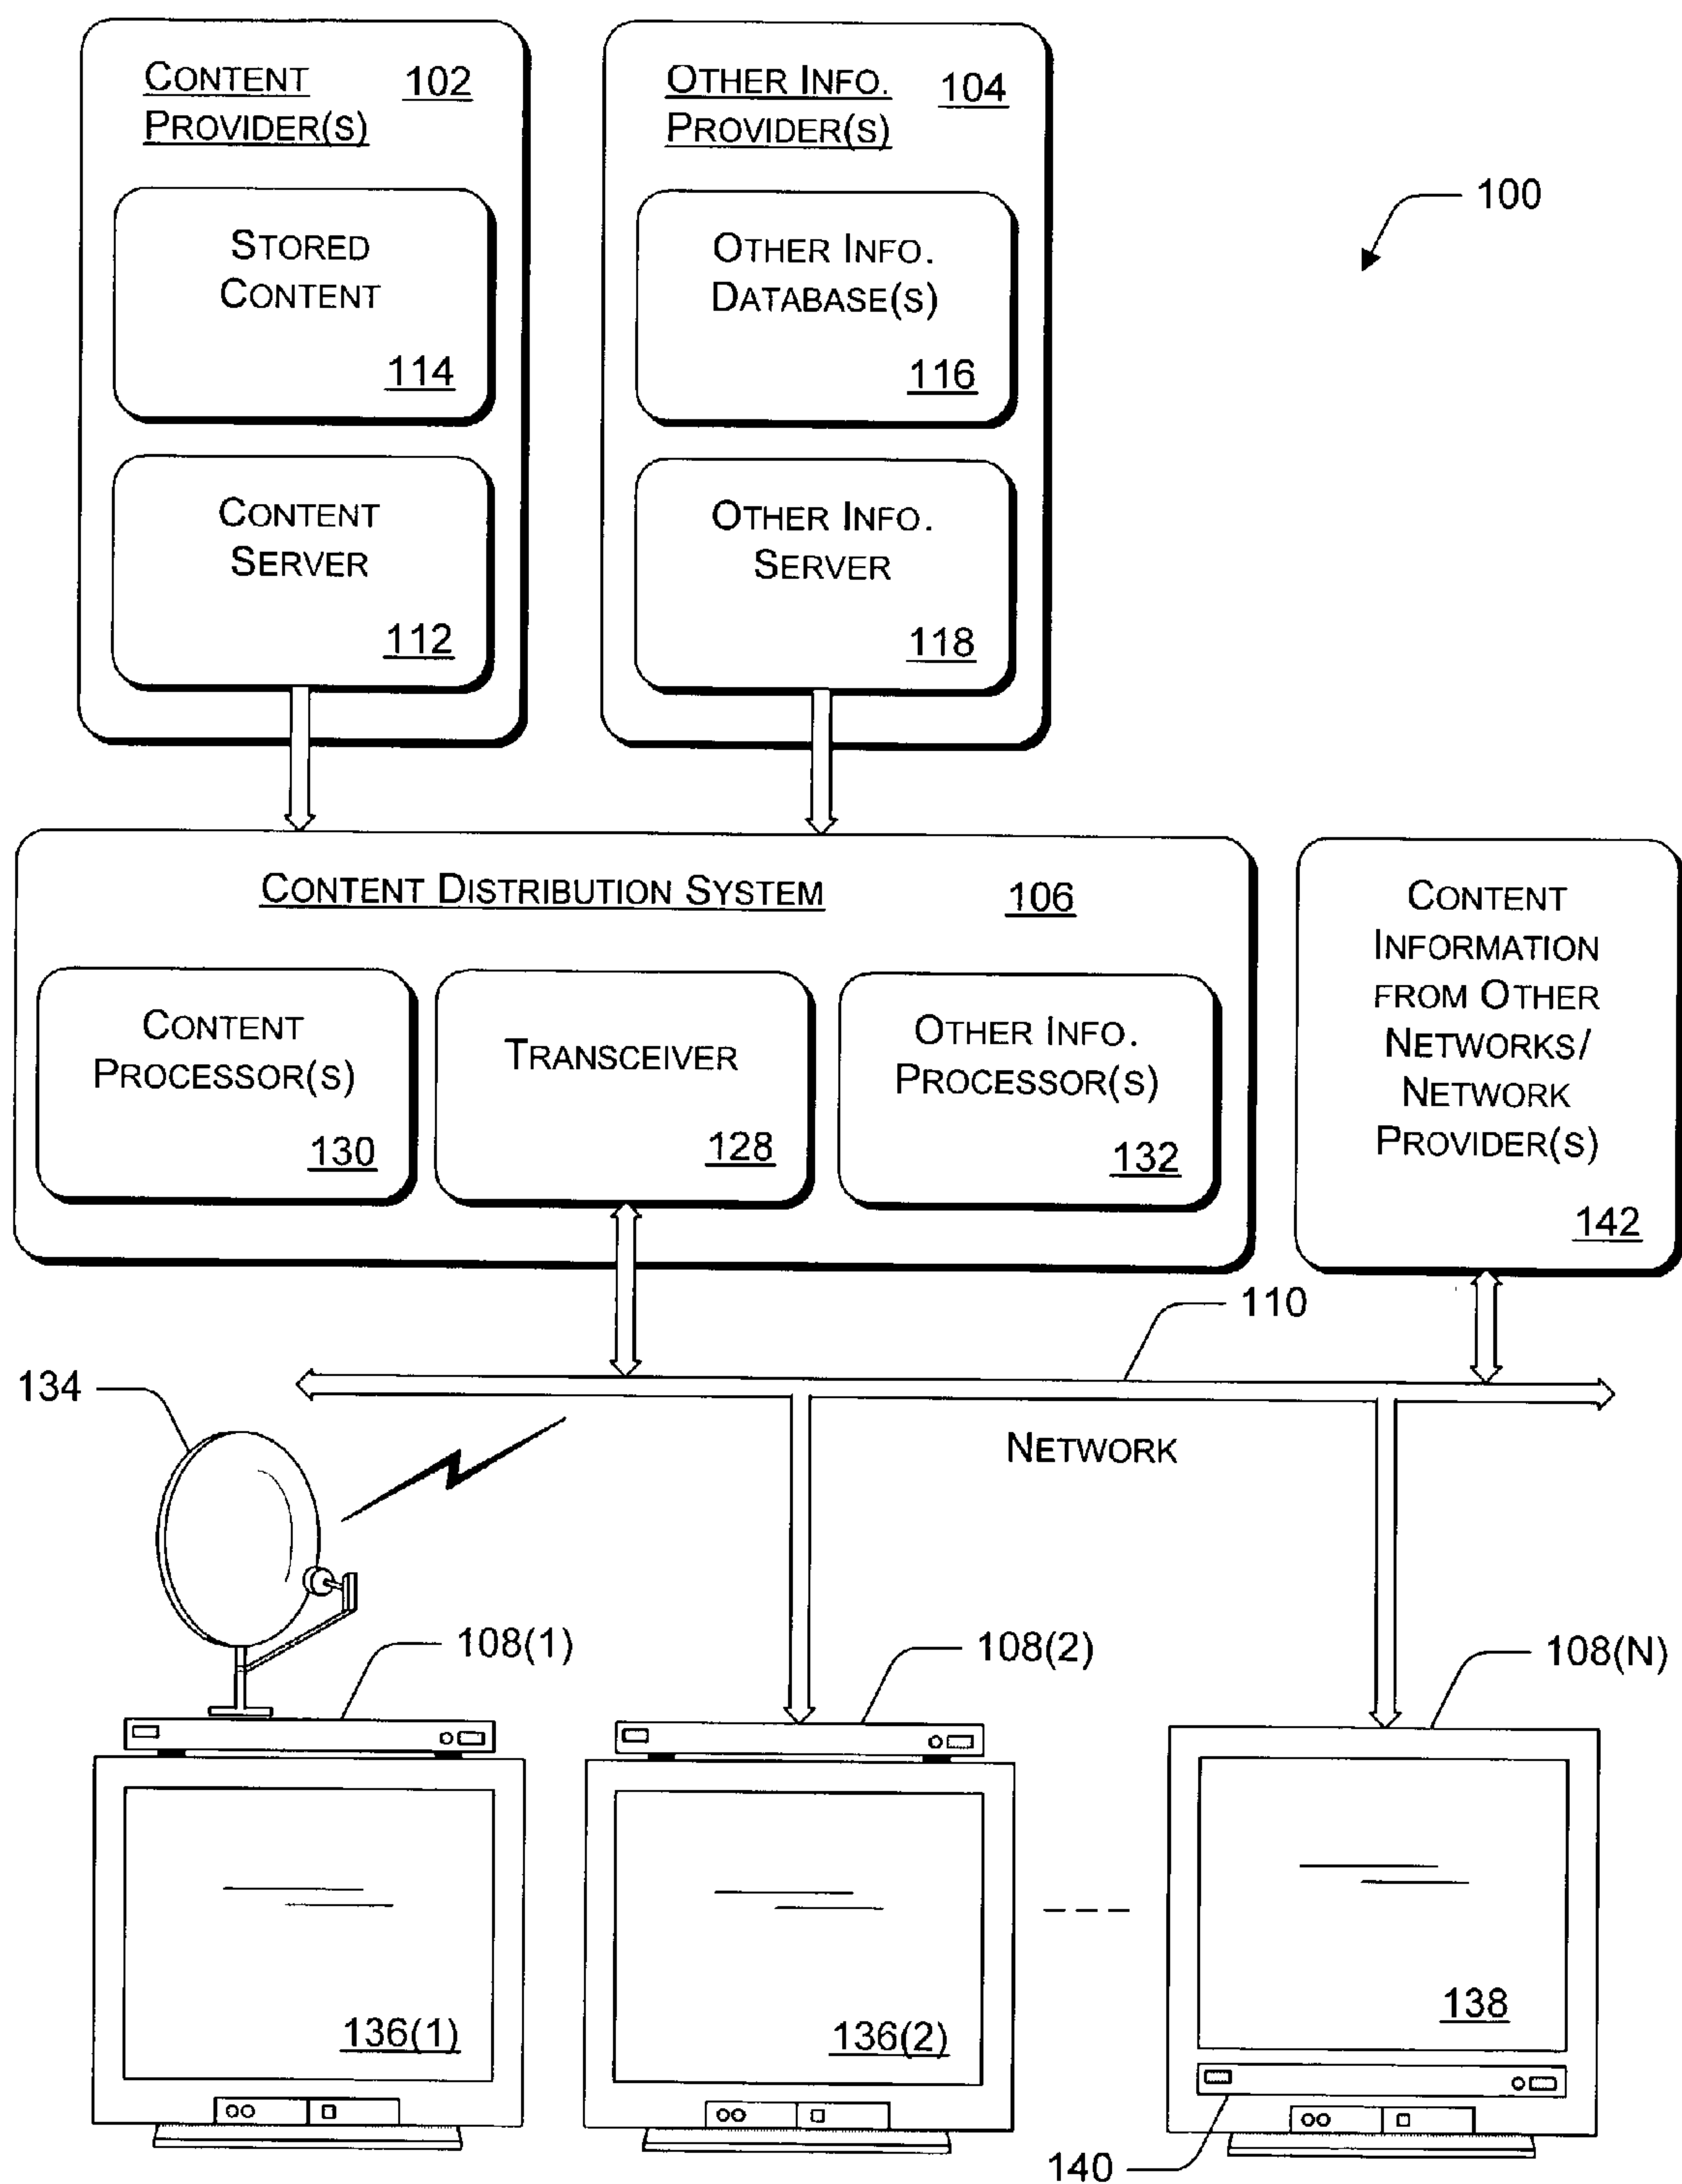 CONTENT 102
PROVIDER(S)
STORED
CONTENT
114
CONTENT
SERVER
112
OTHER INFO. 104
PROVIDER(S)
OTHER INFO.
DATABASE(S)
116
OTHER INFO.
SERVER
118
100
CONTENT DISTRIBUTION SYSTEM 106
CONTENT
PROCESSOR(S)
130
TRANSCEIVER
128
OTHER INFO.
PROCESSOR(S)
132
CONTENT
INFORMATION
FROM OTHER
NETWORKS/
NETWORK
PROVIDER(S)
142
110
134
NETWORK
108(1)
108(2)
108(N)
136(1)
136(2)
138
140